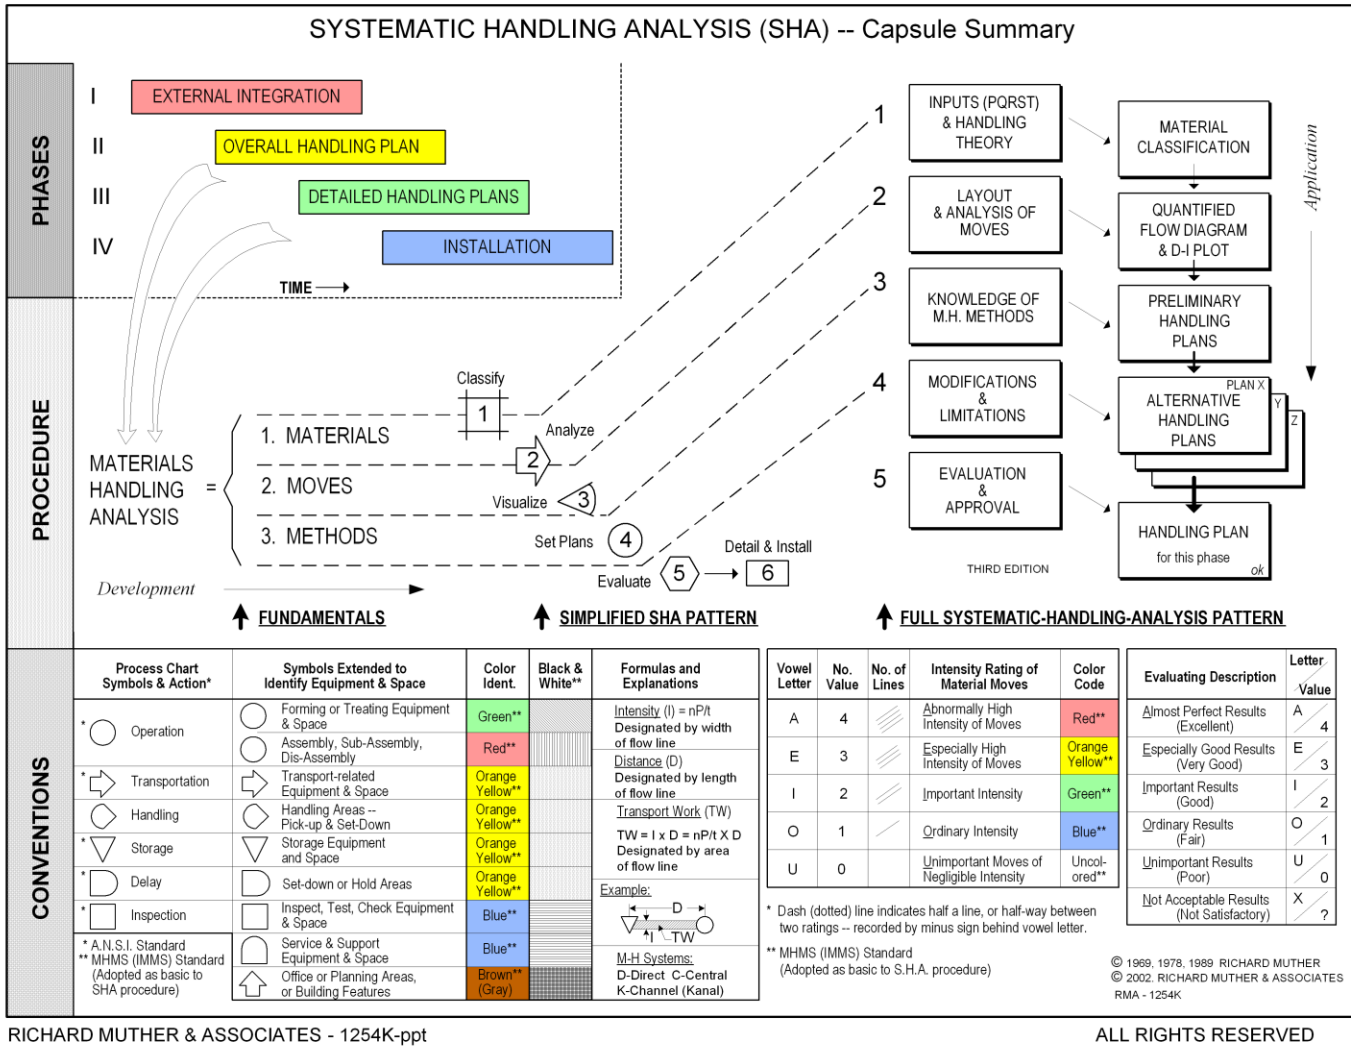 SYSTEMATIC HANDLING ANALYSIS (SHA) -- Capsule Summary
PHASES
I
EXTERNAL INTEGRATION
II
OVERALL HANDLING PLAN
III
DETAILED HANDLING PLANS
IV
INSTALLATION
TIME
PROCEDURE
MATERIALS
HANDLING
ANALYSIS
=
1. MATERIALS
2. MOVES
3. METHODS
Development
Classify
1
Analyze
2
Visualize
3
Set Plans
4
Evaluate
5
Detail & Install
6
1
INPUTS (PQRST)
& HANDLING
THEORY
MATERIAL
CLASSIFICATION
2
LAYOUT
& ANALYSIS OF
MOVES
QUANTIFIED
FLOW DIAGRAM
& D-I PLOT
3
KNOWLEDGE OF
M.H. METHODS
PRELIMINARY
HANDLING
PLANS
4
MODIFICATIONS
&
LIMITATIONS
PLAN X
ALTERNATIVE
HANDLING
PLANS
Y
Z
5
EVALUATION
&
APPROVAL
HANDLING PLAN
for this phase
ok
Application
THIRD EDITION
FUNDAMENTALS
SIMPLIFIED SHA PATTERN
FULL SYSTEMATIC-HANDLING-ANALYSIS PATTERN
CONVENTIONS
Process Chart
Symbols & Action*
Symbols Extended to
Identify Equipment & Space
Color
Ident.
Black &
White**
* Operation
Forming or Treating Equipment
& Space
Green**
Assembly, Sub-Assembly,
Dis-Assembly
Red**
* Transportation
Transport-related
Equipment & Space
Orange
Yellow**
Handling
Handling Areas --
Pick-up & Set-Down
Orange
Yellow**
* Storage
Storage Equipment
and Space
Orange
Yellow**
* Delay
Set-down or Hold Areas
Orange
Yellow**
* Inspection
Inspect, Test, Check Equipment
& Space
Blue**
Service & Support
Equipment & Space
Blue**
Office or Planning Areas,
or Building Features
Brown**
(Gray)
* A.N.S.I. Standard
** MHMS (IMMS) Standard
(Adopted as basic to
SHA procedure)
Formulas and
Explanations
Intensity (I) = nP/t
Designated by width
of flow line
Distance (D)
Designated by length
of flow line
Transport Work (TW)
TW = I x D = nP/t X D
Designated by area
of flow line
Example:
D
I
TW
M-H Systems:
D-Direct C-Central
K-Channel (Kanal)
Vowel
Letter
No.
Value
No. of
Lines
Intensity Rating of
Material Moves
Color
Code
A 4 Abnormally High
Intensity of Moves
Red**
E 3 Especially High
Intensity of Moves
Orange
Yellow**
I 2 Important Intensity Green**
O 1 Ordinary Intensity Blue**
U 0 Unimportant Moves of
Negligible Intensity
Uncol-
ored**
* Dash (dotted) line indicates half a line, or half-way between
two ratings -- recorded by minus sign behind vowel letter.
** MHMS (IMMS) Standard
(Adopted as basic to S.H.A. procedure)
Evaluating Description
Letter
Value
Almost Perfect Results
(Excellent)
A
4
Especially Good Results
(Very Good)
E
3
Important Results
(Good)
I
2
Ordinary Results
(Fair)
O
1
Unimportant Results
(Poor)
U
0
Not Acceptable Results
(Not Satisfactory)
X
?
© 1969, 1978, 1989 RICHARD MUTHER
© 2002. RICHARD MUTHER & ASSOCIATES
RMA - 1254K
RICHARD MUTHER & ASSOCIATES - 1254K-ppt
ALL RIGHTS RESERVED